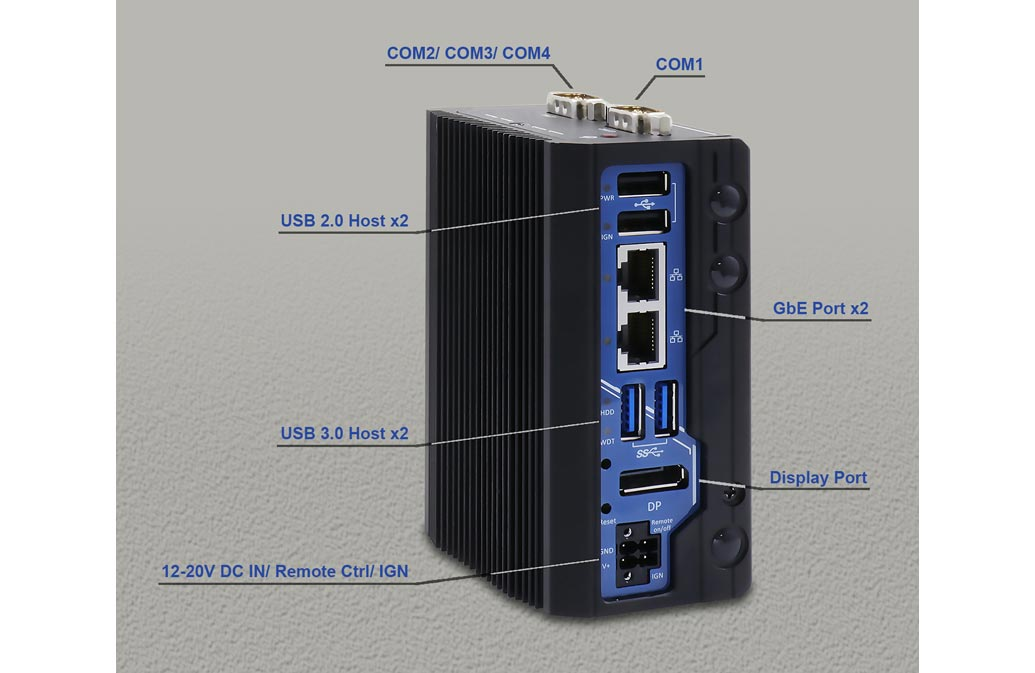 COM2/ COM3/ COM4
COM1
PWR
USB 2.0 Host x2
IGN
GbE Port x2
HDD
USB 3.0 Host x2
WDT
SS
Display Port
DP
Reset
Remote
on/off
GND
12-20V DC IN/ Remote Ctrl/ IGN
V+
IGN